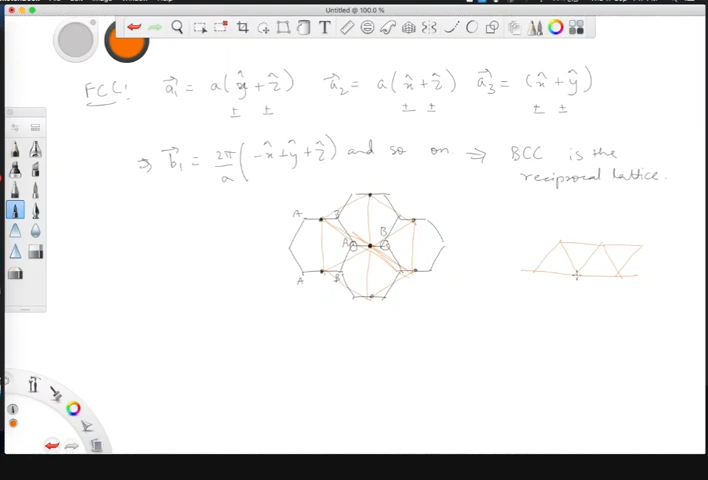 Untitled @ 100.0 %
FCC: a⃗₁ = a(ŷ + ẑ) a⃗₂ = a(x̂ + ẑ) a⃗₃ = (x̂ + ŷ)
± ± ± ± ± ±
⇒ b⃗₁ = 2π/a (-x̂ + ŷ + ẑ) and so on. ⇒ BCC is the
reciprocal lattice.
A
B
A B
A B